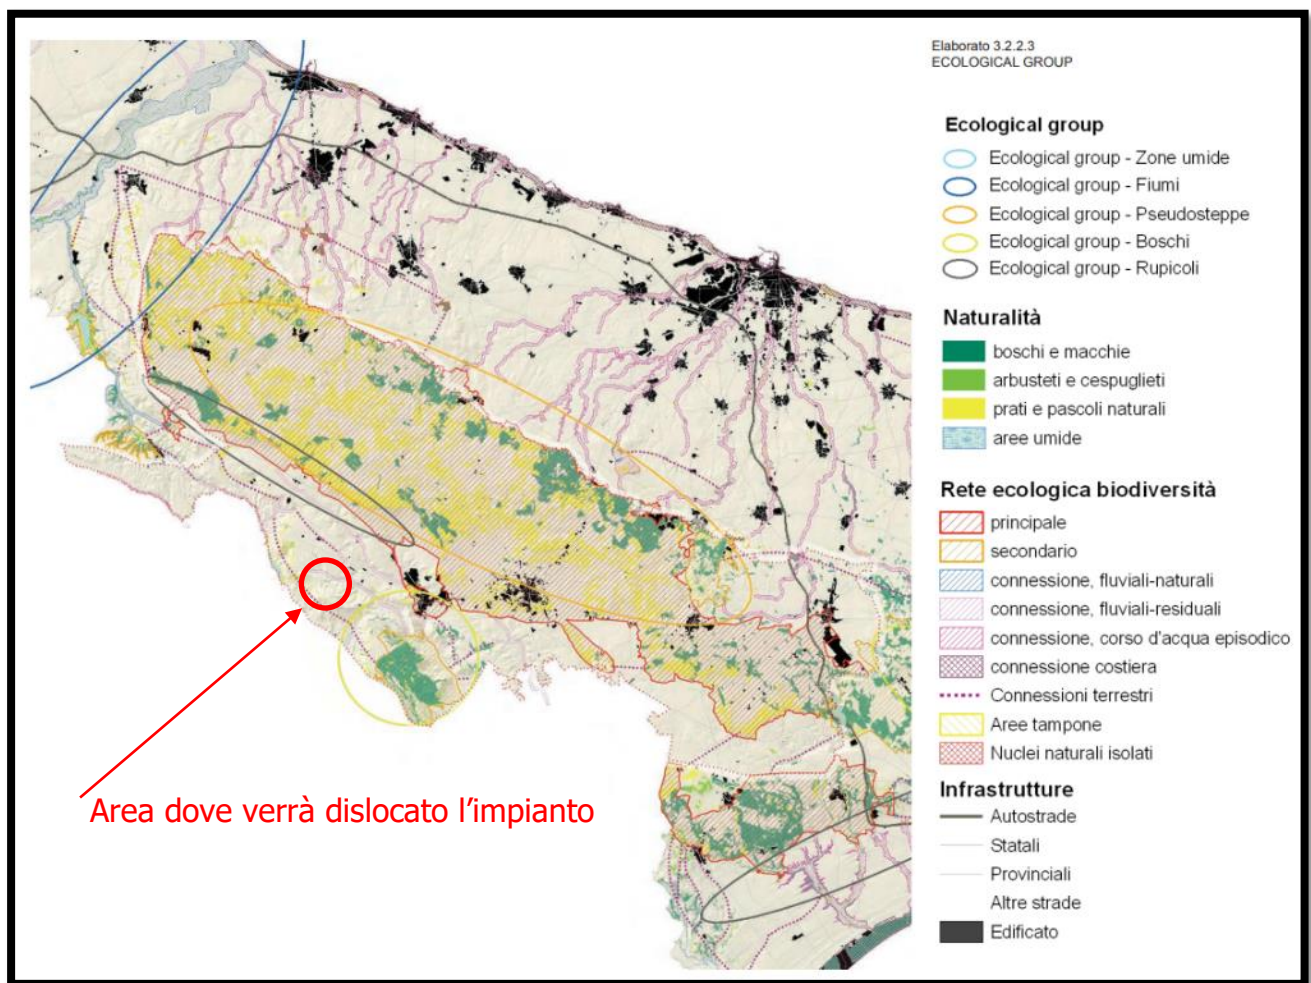 Elaborato 3.2.2.3
ECOLOGICAL GROUP
Ecological group
Ecological group - Zone umide
Ecological group - Fiumi
Ecological group - Pseudosteppe
Ecological group - Boschi
Ecological group - Rupicoli
Naturalità
boschi e macchie
arbusteti e cespuglieti
prati e pascoli naturali
aree umide
Rete ecologica biodiversità
principale
secondario
connessione, fluviali-naturali
connessione, fluviali-residuali
connessione, corso d'acqua episodico
connessione costiera
Connessioni terrestri
Aree tampone
Nuclei naturali isolati
Infrastrutture
Autostrade
Statali
Provinciali
Altre strade
Edificato
Area dove verrà dislocato l’impianto